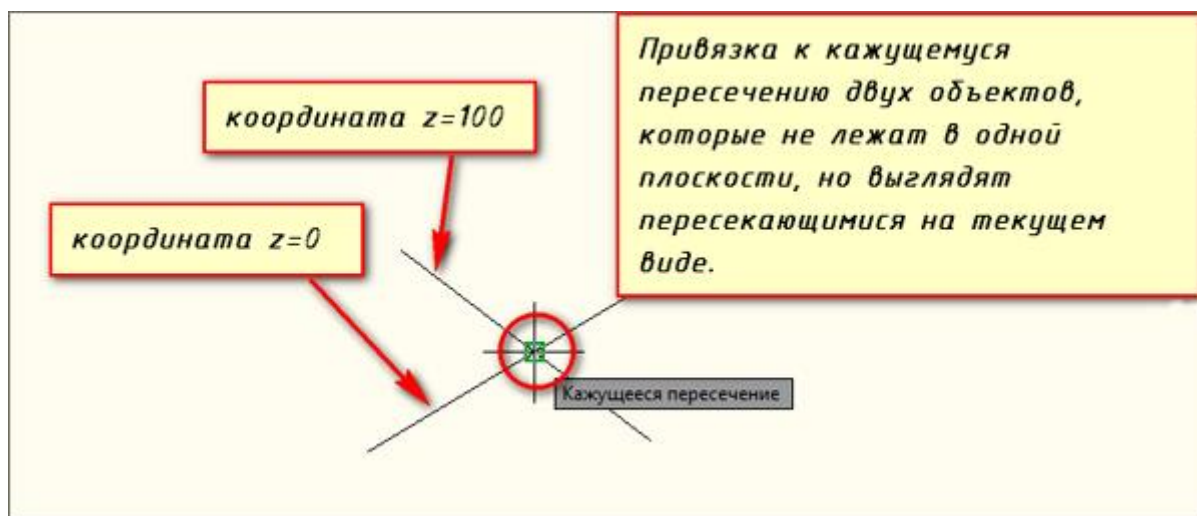 Привязка к кажущемуся
пересечению двух объектов,
которые не лежат в одной
плоскости, но выглядят
пересекающимися на текущем
виде.
координата z=100
координата z=0
Кажущееся пересечение